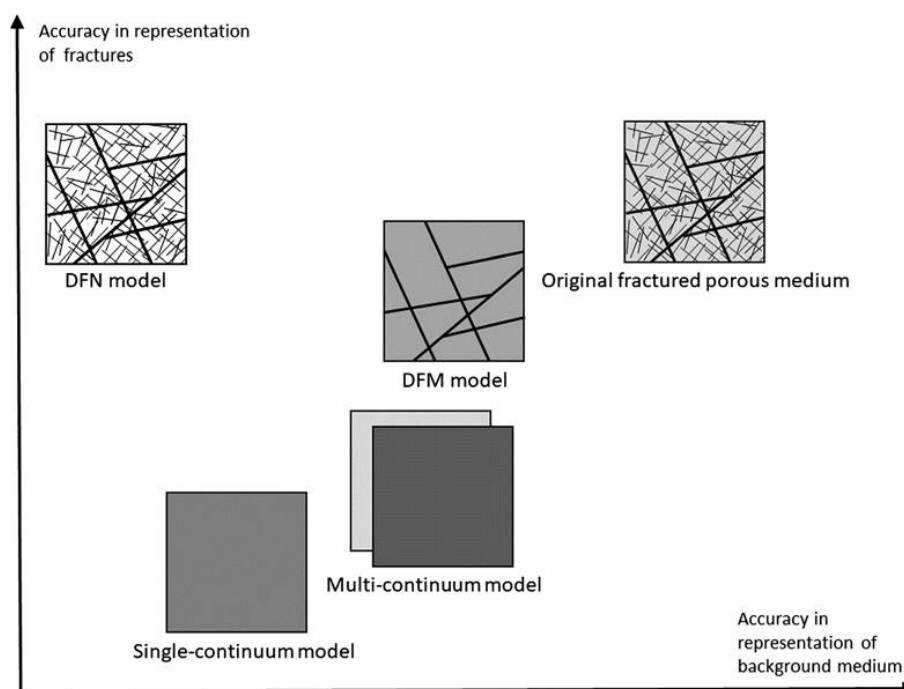 Accuracy in representation
of fractures
DFN model
Original fractured porous medium
DFM model
Multi-continuum model
Single-continuum model
Accuracy in
representation of
background medium